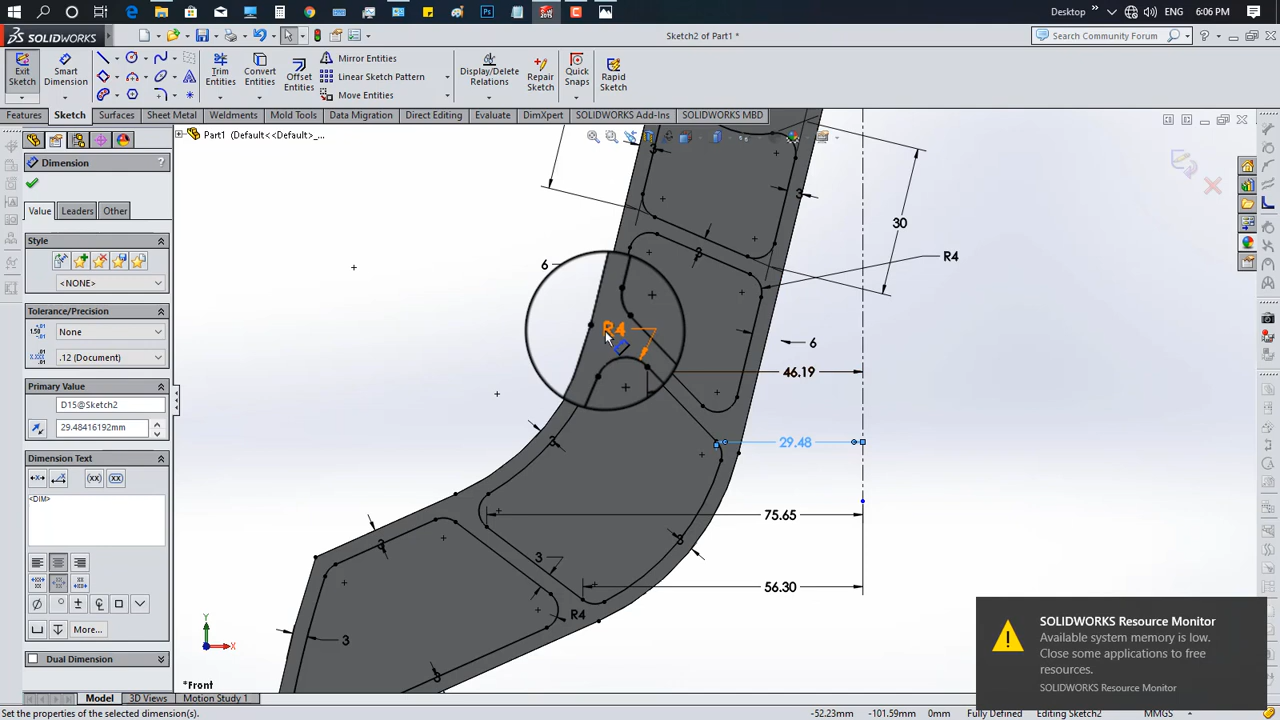 Desktop
6:06 PM
SOLIDWORKS
Sketch2 of Part1 *
Search Community Forum
Exit Sketch
Smart Dimension
Trim Entities
Convert Entities
Offset Entities
Mirror Entities
Linear Sketch Pattern
Move Entities
Display/Delete Relations
Repair Sketch
Quick Snaps
Rapid Sketch
Features
Sketch
Surfaces
Sheet Metal
Weldments
Mold Tools
Data Migration
Direct Editing
Evaluate
DimXpert
SOLIDWORKS Add-Ins
SOLIDWORKS MBD
Part1 (Default<<Default>_...
Dimension
?
Value
Leaders
Other
Style
<NONE>
Tolerance/Precision
None
.12 (Document)
Primary Value
D15@Sketch2
29.48416192mm
Dimension Text
<DIM>
More...
Dual Dimension
3
3
30
3
R4
6
R4
6
46.19
3
29.48
75.65
3
3
56.30
R4
3
3
3
Y
X
*Front
SOLIDWORKS Resource Monitor
Available system memory is low.
Close some applications to free
resources.
SOLIDWORKS Resource Monitor
Model
3D Views
Motion Study 1
Set the properties of the selected dimension(s).
-52.23mm
-101.59mm
0mm
Fully Defined
Editing Sketch2
MMGS